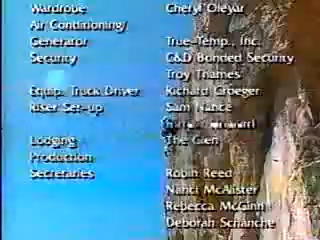 Wardrobe Cheryl Oleyar
Air Conditioning/
Generator True-Temp., Inc.
Security C&D Bonded Security
Troy Thames
Equip. Truck Driver Richard Croeger
Riser Set-up Sam Nance
Lodging The Glen
Production
Secretaries Robin Reed
Nanci McAlister
Rebecca McGinn
Deborah Schanche